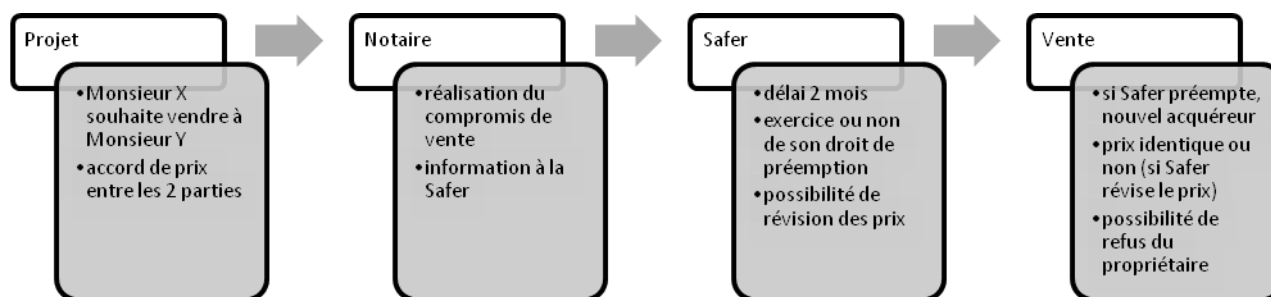 Projet
•Monsieur X
souhaite vendre à
Monsieur Y
•accord de prix
entre les 2 parties
Notaire
•réalisation du
compromis de
vente
•information à la
Safer
Safer
•délai 2 mois
•exercice ou non
de son droit de
préemption
•possibilité de
révision des prix
Vente
•si Safer préempte,
nouvel acquéreur
•prix identique ou
non (si Safer
révise le prix)
•possibilité de
refus du
propriétaire